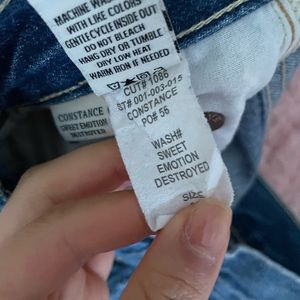 MACHINE WAS
WITH LIKE COLORS
GENTLE CYCLE INSIDE OUT
DO NOT BLEACH
HANG DRY OR TUMBLE
DRY LOW HEAT
WARM IRON IF NEEDED
CUT# 1086
ST# 001-003-015
CONSTANCE
PO# 56
WASH#
SWEET
EMOTION
DESTROYED
SIZE
CONSTANCE
SWEET EMOTION
DESTROYED